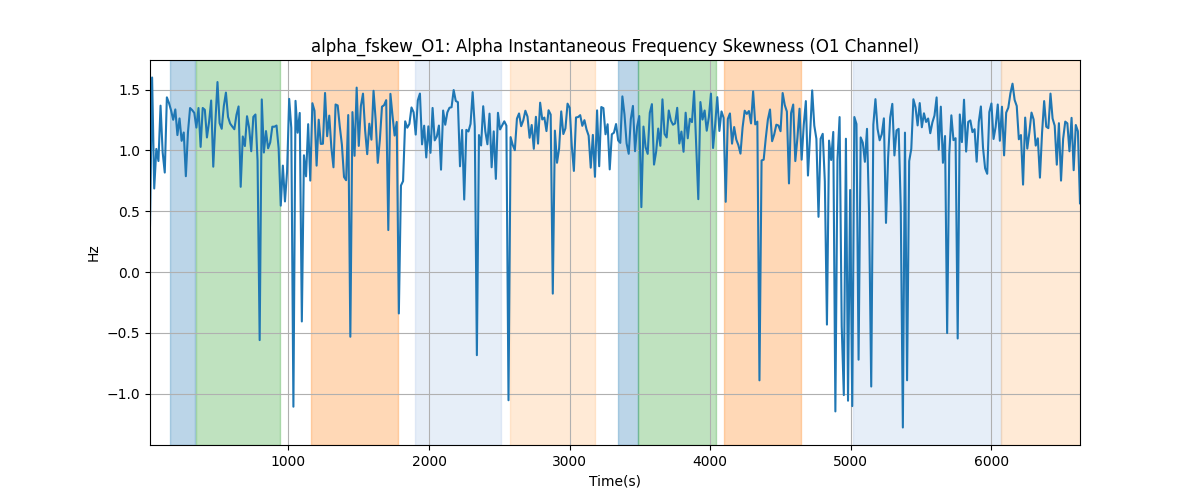 alpha_fskew_O1: Alpha Instantaneous Frequency Skewness (O1 Channel)
1.5
1.0
0.5
0.0
−0.5
−1.0
Hz
1000 2000 3000 4000 5000 6000
Time(s)